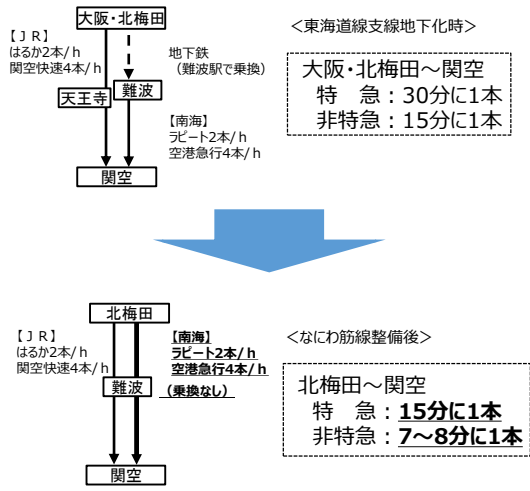 大阪・北梅田
【ＪＲ】
はるか2本/ｈ
関空快速4本/ｈ
地下鉄
（難波駅で乗換）
天王寺
難波
【南海】
ラピート2本/ｈ
空港急行4本/ｈ
関空
＜東海道線支線地下化時＞
大阪・北梅田～関空
特　急：30分に1本
非特急：15分に1本
北梅田
【ＪＲ】
はるか2本/ｈ
関空快速4本/ｈ
【南海】
ラピート2本/ｈ
空港急行4本/ｈ
（乗換なし）
難波
関空
＜なにわ筋線整備後＞
北梅田～関空
特　急：15分に1本
非特急：7～8分に1本